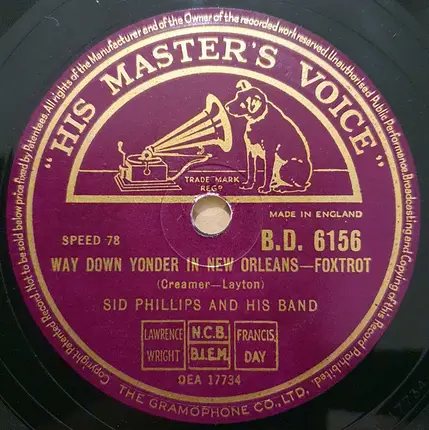 All rights of the Manufacturer and of the Owner of the recorded work reserved. Unauthorised Public Performance, Broadcasting and Copying of this Record Prohibited.
Copyright Patented Record. Not to be sold below price fixed by Patentees.
"HIS MASTER'S VOICE"
TRADE MARK
REGD
MADE IN ENGLAND
SPEED 78
B.D. 6156
WAY DOWN YONDER IN NEW ORLEANS—FOXTROT
(Creamer—Layton)
SID PHILLIPS AND HIS BAND
LAWRENCE WRIGHT
N.C.B.
B.I.E.M.
FRANCIS, DAY
OEA 17734
THE GRAMOPHONE CO., LTD.